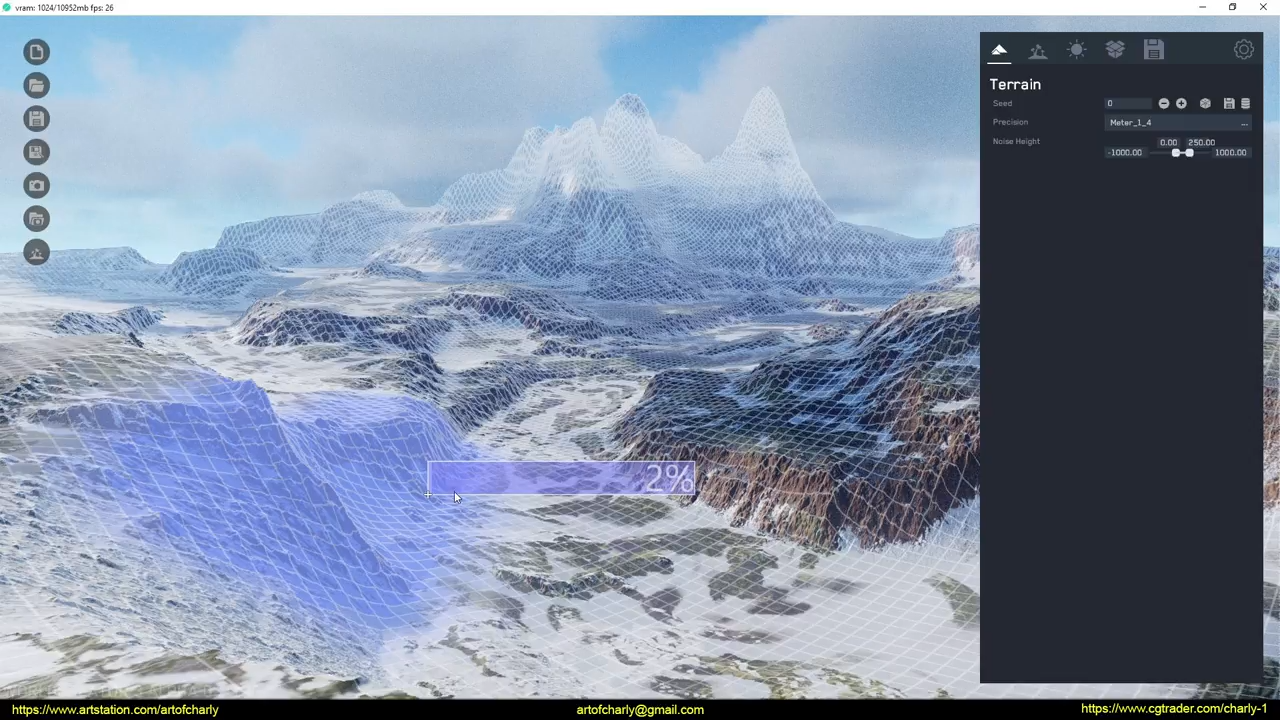 vram: 1024/10952mb fps: 26
Terrain
Seed 0
Precision Meter_1_4 ...
Noise Height 0.00 250.00
-1000.00 1000.00
2%
https://www.artstation.com/artofcharly artofcharly@gmail.com https://www.cgtrader.com/charly-1